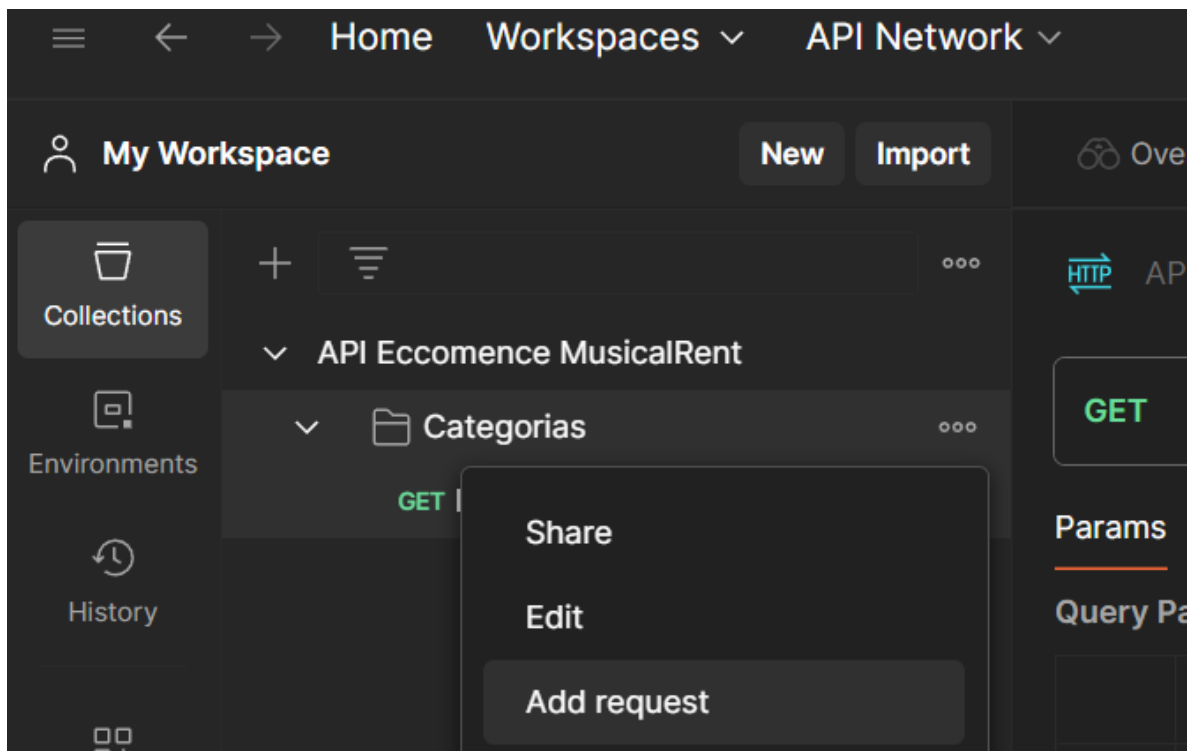 Home Workspaces API Network
My Workspace New Import
Collections
API Eccomence MusicalRent
Categorias
GET
Environments
History
Share
Edit
Add request
HTTP
GET
Params
Query